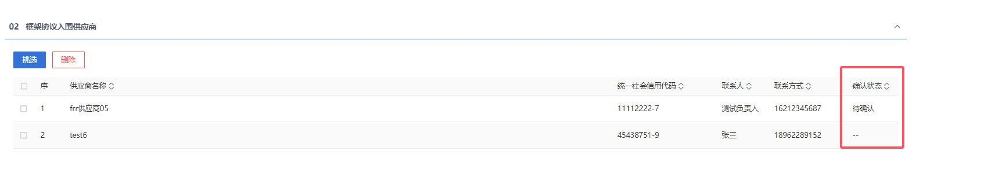 02 框架协议入围供应商
挑选 删除
序 供应商名称 统一社会信用代码 联系人 联系方式 确认状态
1 frr供应商05 11112222-7 测试负责人 16212345687 待确认
2 test6 45438751-9 张三 18962289152 --